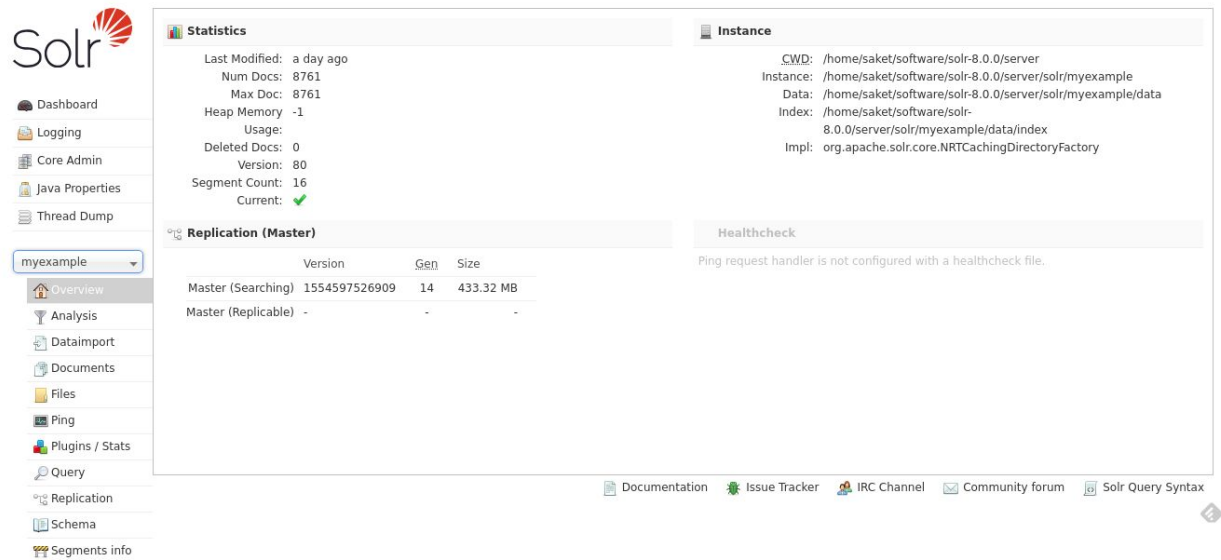 Solr
Dashboard
Logging
Core Admin
Java Properties
Thread Dump
myexample
Overview
Analysis
Dataimport
Documents
Files
Ping
Plugins / Stats
Query
Replication
Schema
Segments info
Statistics
Last Modified: a day ago
Num Docs: 8761
Max Doc: 8761
Heap Memory -1
Usage:
Deleted Docs: 0
Version: 80
Segment Count: 16
Current:
Instance
CWD: /home/saket/software/solr-8.0.0/server
Instance: /home/saket/software/solr-8.0.0/server/solr/myexample
Data: /home/saket/software/solr-8.0.0/server/solr/myexample/data
Index: /home/saket/software/solr-
8.0.0/server/solr/myexample/data/index
Impl: org.apache.solr.core.NRTCachingDirectoryFactory
Replication (Master)
Version Gen Size
Master (Searching) 1554597526909 14 433.32 MB
Master (Replicable) - - -
Healthcheck
Ping request handler is not configured with a healthcheck file.
Documentation Issue Tracker IRC Channel Community forum Solr Query Syntax